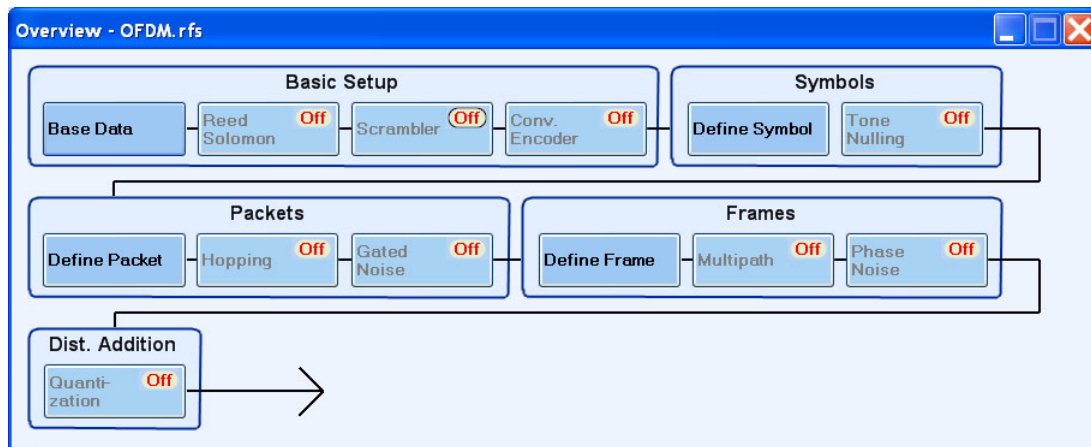 Overview - OFDM.rfs
Basic Setup
Base Data
Reed
Solomon
Off
Scrambler
Off
Conv.
Encoder
Off
Symbols
Define Symbol
Tone
Nulling
Off
Packets
Define Packet
Hopping
Off
Gated
Noise
Off
Frames
Define Frame
Multipath
Off
Phase
Noise
Off
Dist. Addition
Quanti-
zation
Off